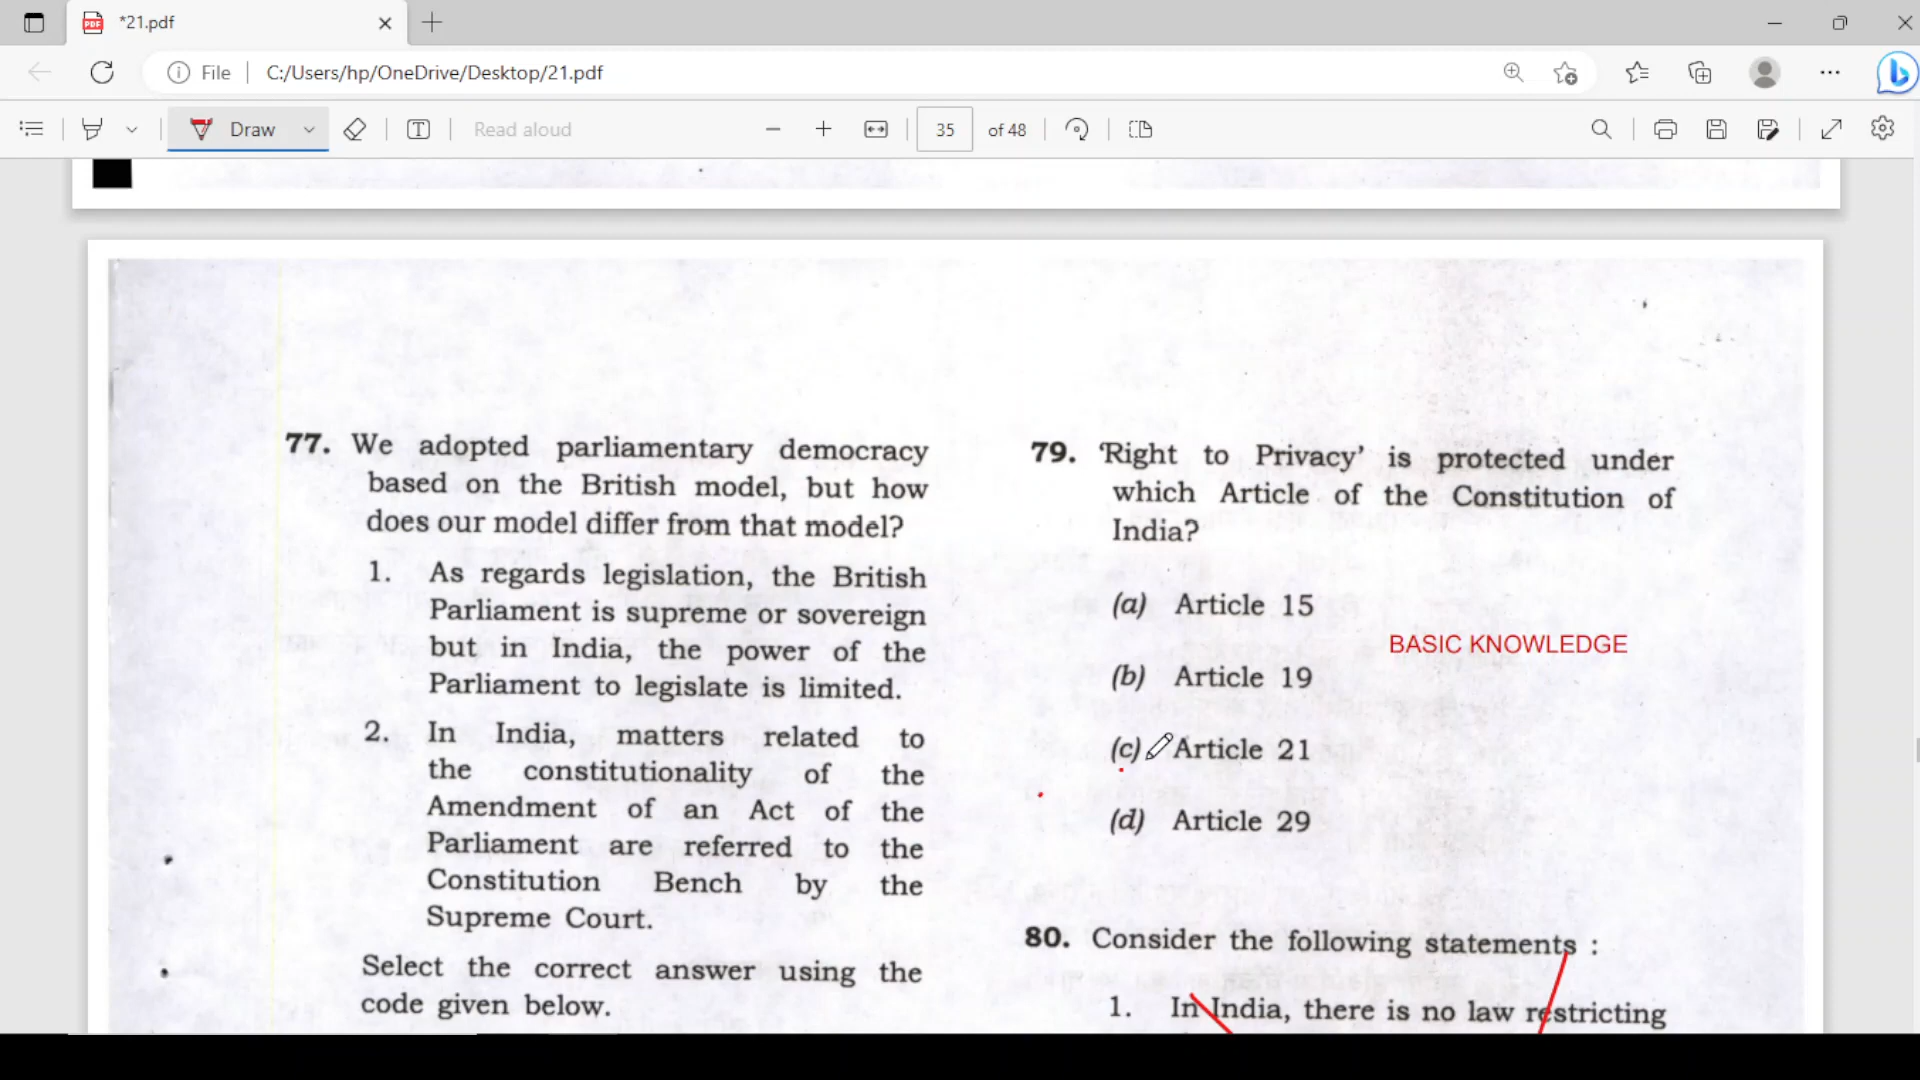 *21.pdf
File
C:/Users/hp/OneDrive/Desktop/21.pdf
Draw
Read aloud
35 of 48
77. We adopted parliamentary democracy
based on the British model, but how
does our model differ from that model?
1. As regards legislation, the British
Parliament is supreme or sovereign
but in India, the power of the
Parliament to legislate is limited.
2. In India, matters related to
the constitutionality of the
Amendment of an Act of the
Parliament are referred to the
Constitution Bench by the
Supreme Court.
Select the correct answer using the
code given below.
79. ‘Right to Privacy’ is protected under
which Article of the Constitution of
India?
(a) Article 15
BASIC KNOWLEDGE
(b) Article 19
(c) Article 21
(d) Article 29
80. Consider the following statements :
1. In India, there is no law restricting